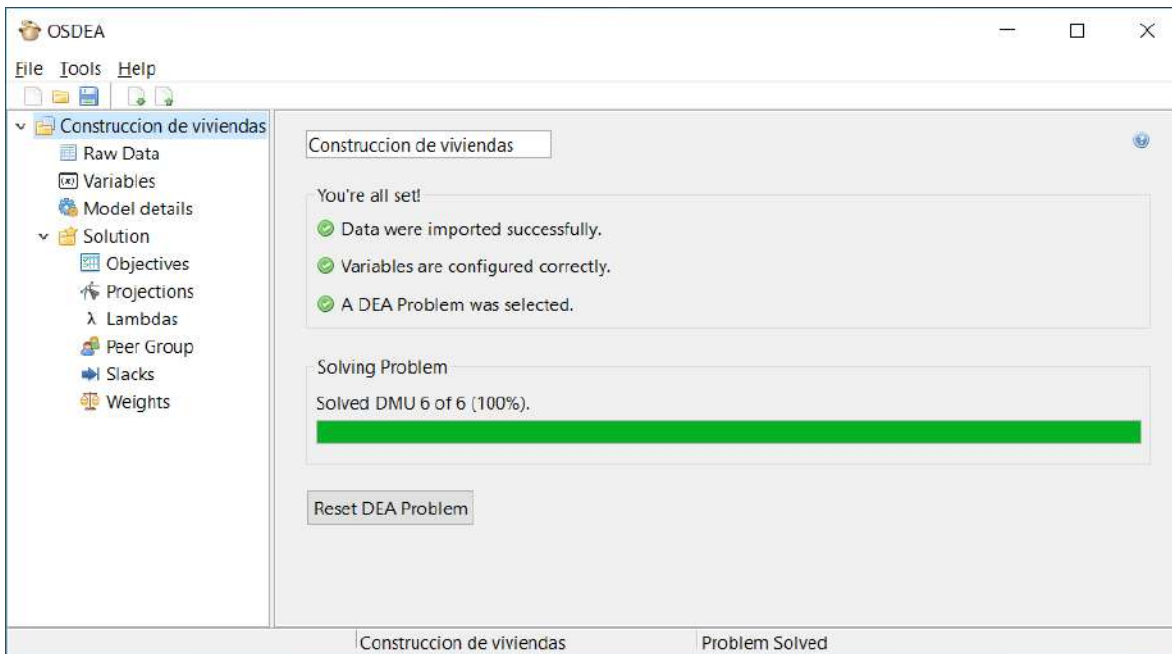 OSDEA
File Tools Help
Construccion de viviendas
Raw Data
Variables
Model details
Solution
Objectives
Projections
λ Lambdas
Peer Group
Slacks
Weights
Construccion de viviendas
You're all set!
Data were imported successfully.
Variables are configured correctly.
A DEA Problem was selected.
Solving Problem
Solved DMU 6 of 6 (100%).
Reset DEA Problem
Construccion de viviendas
Problem Solved